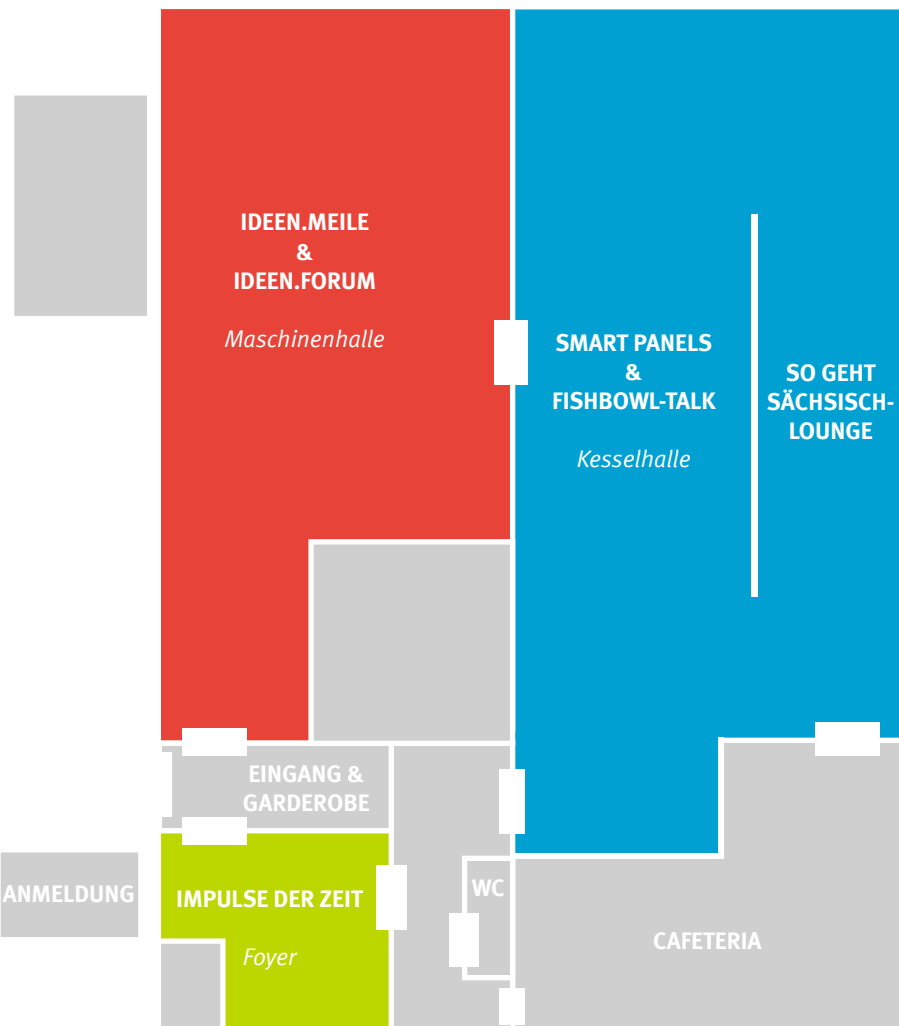 IDEEN.MEILE
&
IDEEN.FORUM
Maschinenhalle
SMART PANELS
&
FISHBOWL-TALK
Kesselhalle
SO GEHT
SÄCHSISCH-
LOUNGE
EINGANG &
GARDEROBE
ANMELDUNG
IMPULSE DER ZEIT
Foyer
WC
CAFETERIA